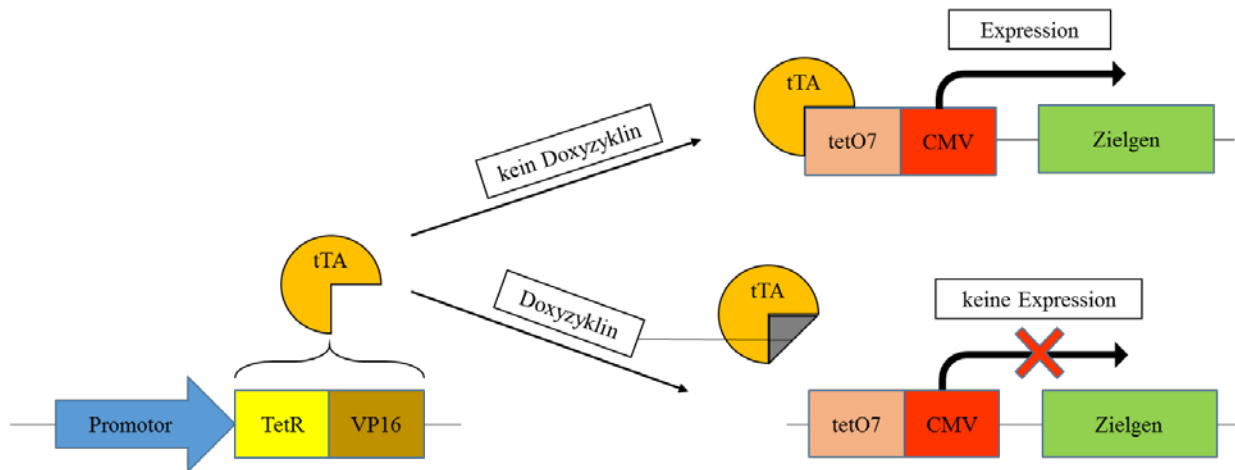 Expression
tTA
tetO7
CMV
Zielgen
kein Doxyzyklin
tTA
Doxyzyklin
tTA
keine Expression
Promotor
TetR
VP16
tetO7
CMV
Zielgen